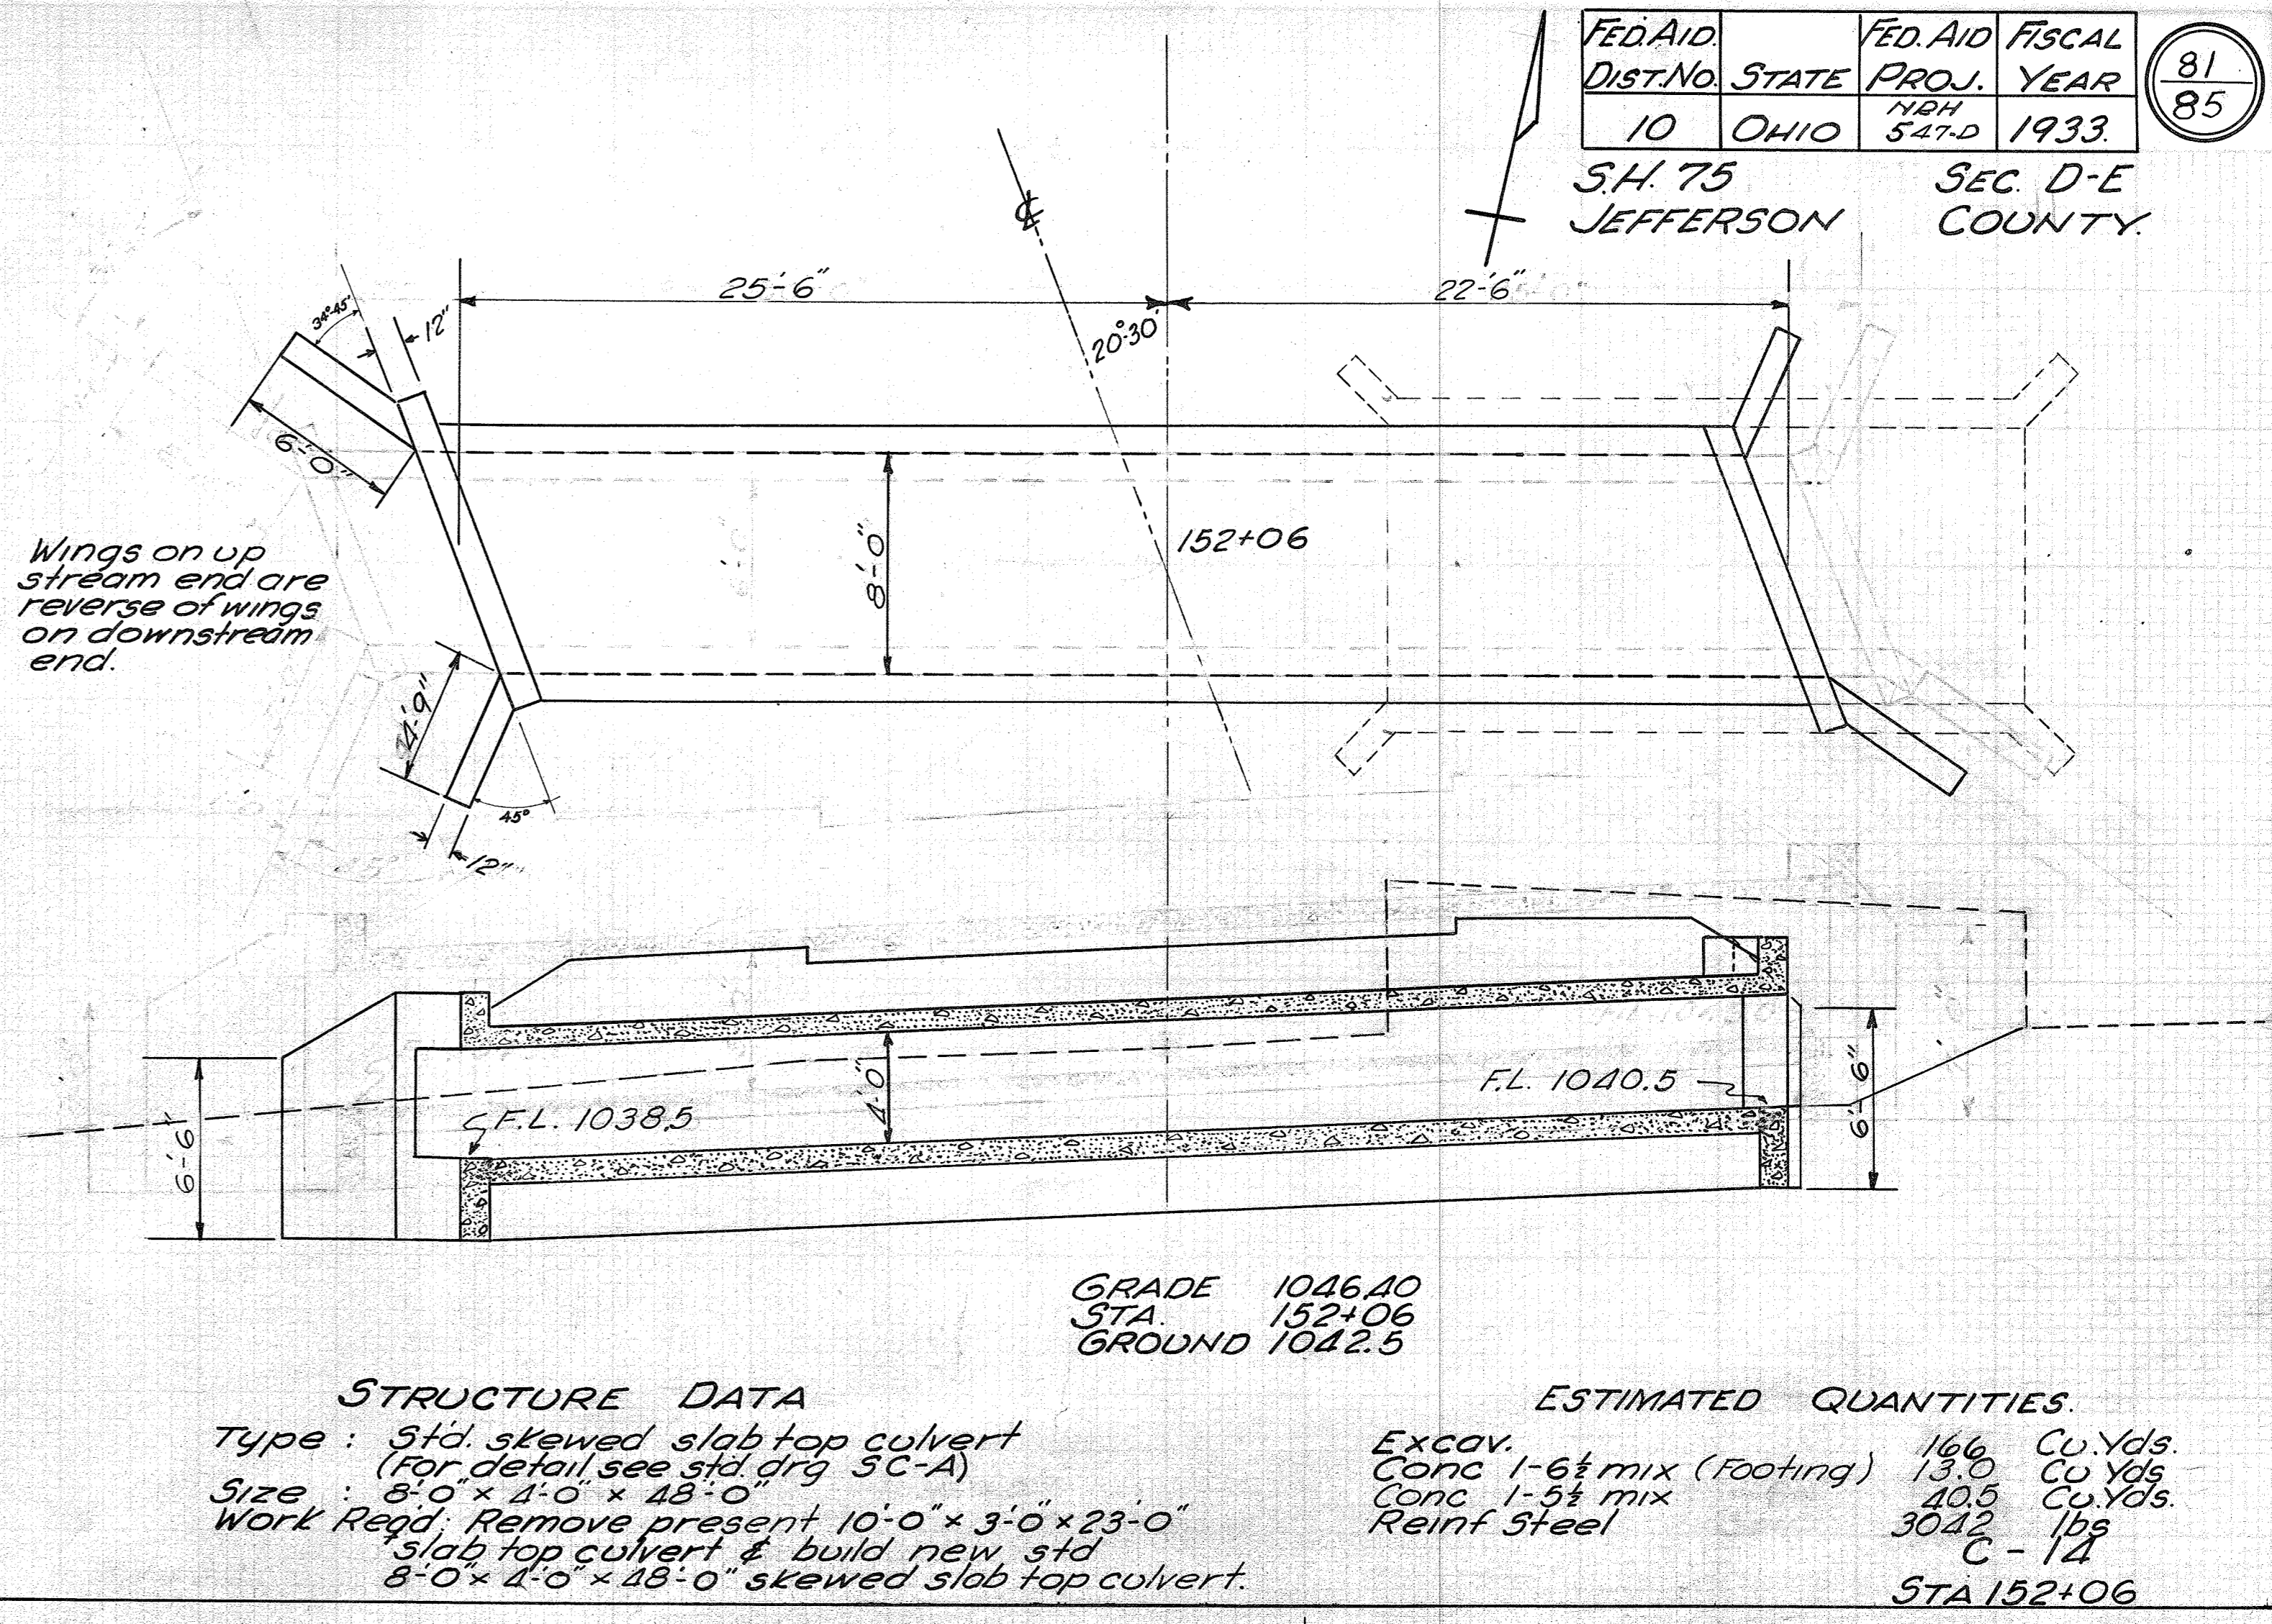 FED. AID. DIST. NO. STATE FED. AID PROJ. FISCAL YEAR
10 OHIO NRH 547-D 1933.
81
85
S.H. 75 SEC. D-E
JEFFERSON COUNTY.
℄
25'-6" 22'-6"
34°-45'
12"
20°-30'
6'-0"
8'-0"
152+06
Wings on up
stream end are
reverse of wings
on downstream
end.
4'-9"
45°
12"
F.L. 1040.5
4'-0"
F.L. 1038.5
6'-6"
6'-6"
GRADE 1046.40
STA. 152+06
GROUND 1042.5
STRUCTURE DATA
Type : Std. skewed slab top culvert
(For detail see std. drg SC-A)
Size : 8'-0" x 4'-0" x 48'-0"
Work Reqd: Remove present 10'-0" x 3'-0" x 23'-0"
slab top culvert & build new std
8'-0" x 4'-0" x 48'-0" skewed slab top culvert.
ESTIMATED QUANTITIES.
Excav. 166 Cu. Yds.
Conc 1-6½ mix (Footing) 13.0 Cu Yds
Conc 1-5½ mix 40.5 Cu. Yds.
Reinf Steel 3042 lbs
C-14
STA 152+06